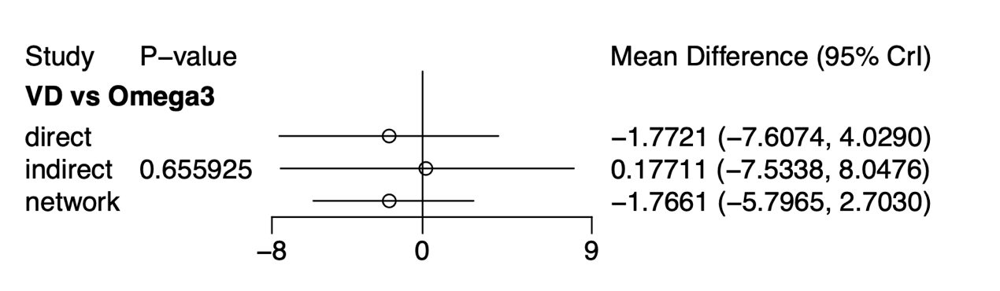 Study P−value Mean Difference (95% CrI)
VD vs Omega3
direct −1.7721 (−7.6074, 4.0290)
indirect 0.655925 0.17711 (−7.5338, 8.0476)
network −1.7661 (−5.7965, 2.7030)
−8 0 9